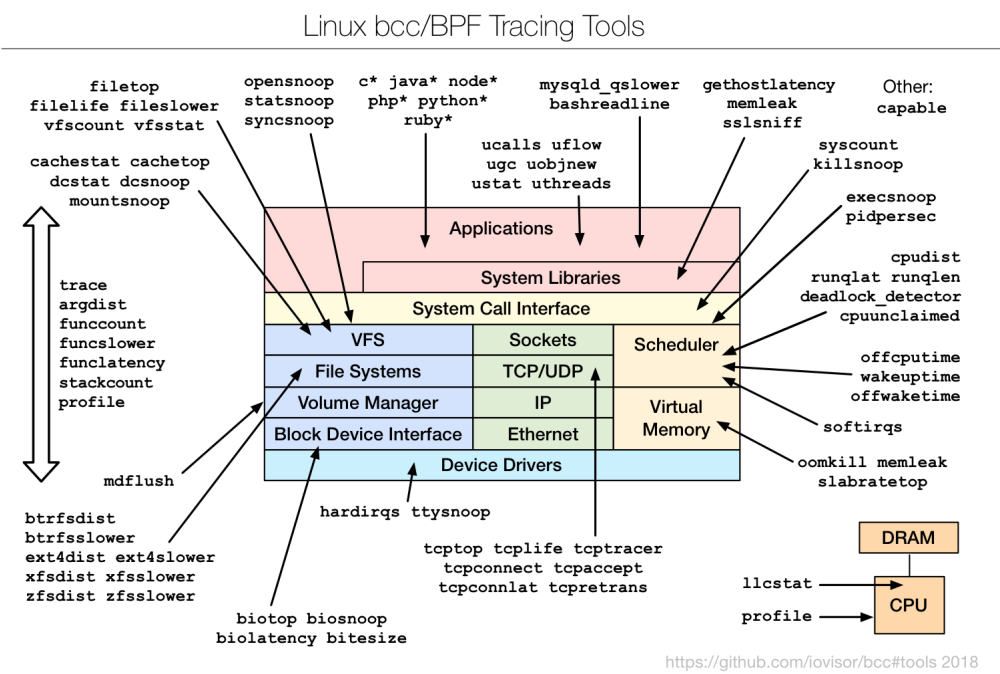 Linux bcc/BPF Tracing Tools
filetop
filelife fileslower
vfscount vfsstat
opensnoop
statsnoop
syncsnoop
c* java* node*
php* python*
ruby*
mysqld_qslower
bashreadline
gethostlatency
memleak
sslsniff
Other:
capable
cachestat cachetop
dcstat dcsnoop
mountsnoop
ucalls uflow
ugc uobjnew
ustat uthreads
syscount
killsnoop
execsnoop
pidpersec
cpudist
runqlat runqlen
deadlock_detector
cpuunclaimed
offcputime
wakeuptime
offwaketime
softirqs
oomkill memleak
slabratetop
trace
argdist
funccount
funcslower
funclatency
stackcount
profile
Applications
System Libraries
System Call Interface
VFS
Sockets
Scheduler
File Systems
TCP/UDP
Volume Manager
IP
Virtual
Memory
Block Device Interface
Ethernet
Device Drivers
mdflush
hardirqs ttysnoop
btrfsdist
btrfsslower
ext4dist ext4slower
xfsdist xfsslower
zfsdist zfsslower
tcptop tcplife tcptracer
tcpconnect tcpaccept
tcpconnlat tcpretrans
biotop biosnoop
biolatency bitesize
DRAM
llcstat
CPU
profile
https://github.com/iovisor/bcc#tools 2018